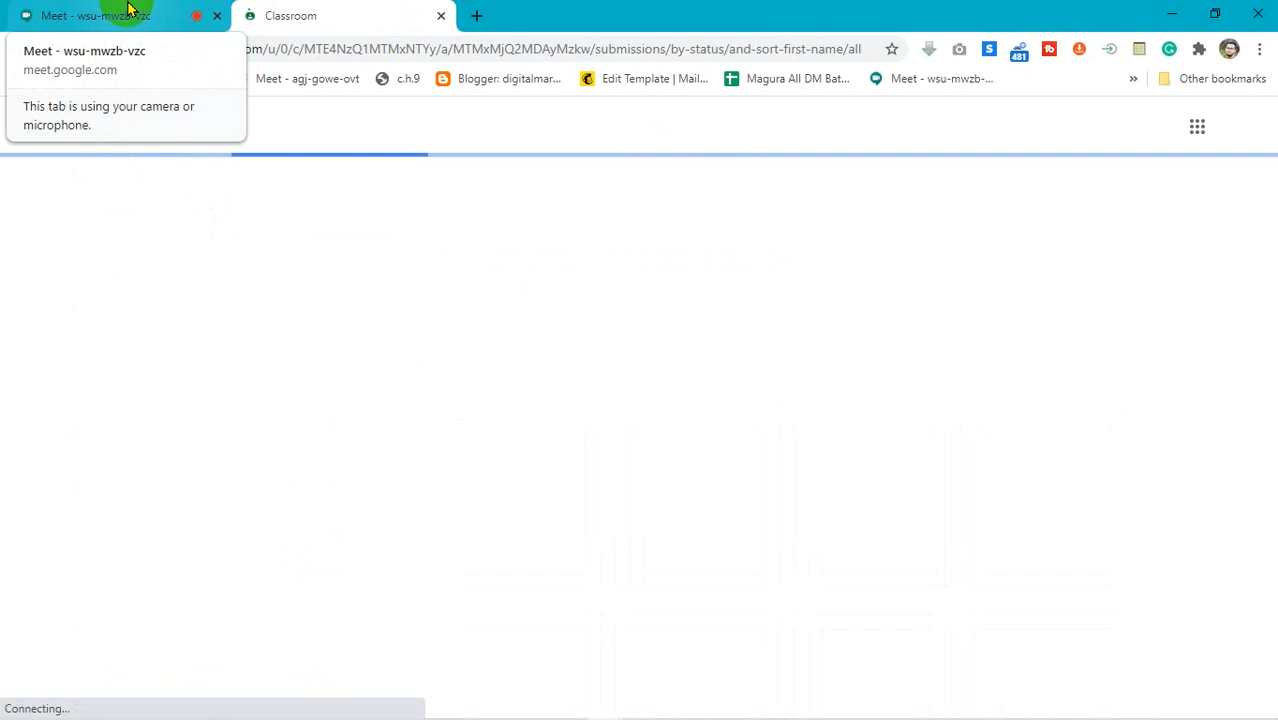 Meet - wsu-mwzb-vzc
Classroom
om/u/0/c/MTE4NzQ1MTMxNTYy/a/MTMxMjQ2MDAyMzkw/submissions/by-status/and-sort-first-name/all
481
Meet - wsu-mwzb-vzc
meet.google.com
This tab is using your camera or
microphone.
Meet - agj-gowe-ovt
c.h.9
Blogger: digitalmar...
Edit Template | Mail...
Magura All DM Bat...
Meet - wsu-mwzb-...
»
Other bookmarks
Connecting...